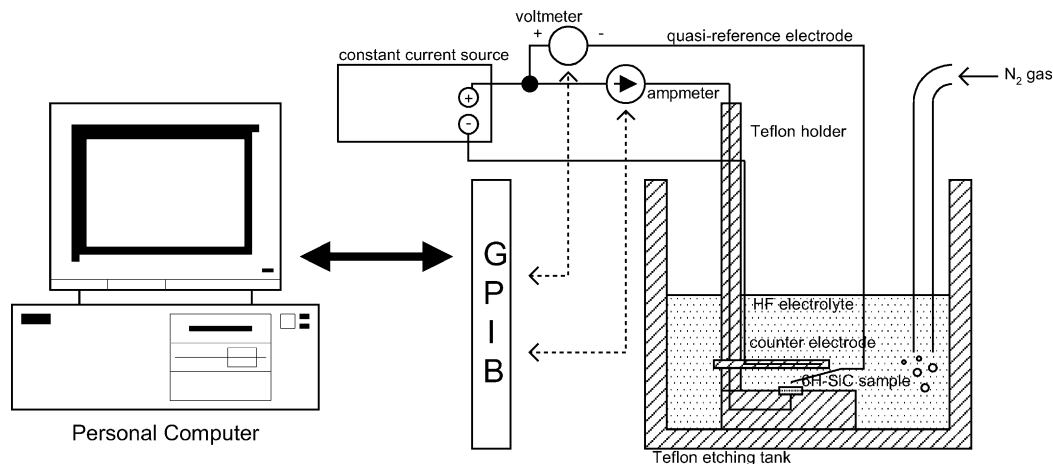 voltmeter
+ -
quasi-reference electrode
constant current source
+
-
ampmeter
N2 gas
Teflon holder
G
P
I
B
HF electrolyte
counter electrode
6H-SiC sample
Personal Computer
Teflon etching tank